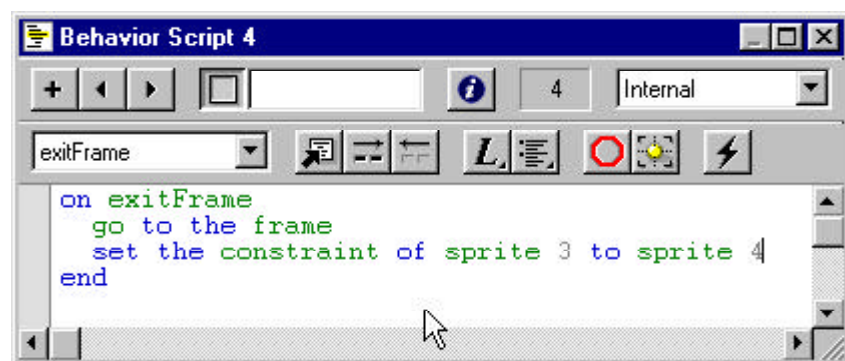 Behavior Script 4
4 Internal
exitFrame
on exitFrame
go to the frame
set the constraint of sprite 3 to sprite 4
end